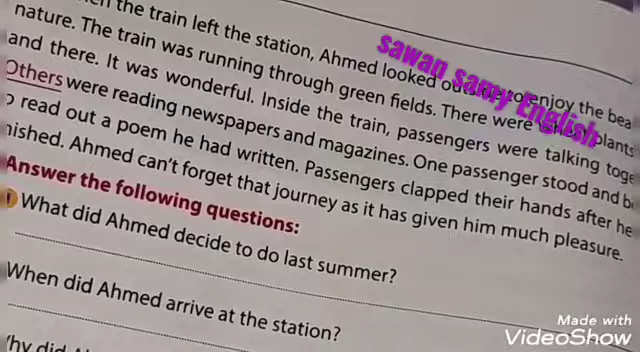 the train left the station, Ahmed looked to enjoy the bea
nature. The train was running through green fields. There were plants
and there. It was wonderful. Inside the train, passengers were talking toge
Others were reading newspapers and magazines. One passenger stood and b
read out a poem he had written. Passengers clapped their hands after he
nished. Ahmed can't forget that journey as it has given him much pleasure.
Answer the following questions:
What did Ahmed decide to do last summer?
When did Ahmed arrive at the station?
did
sawan samy English
Made with
VideoShow